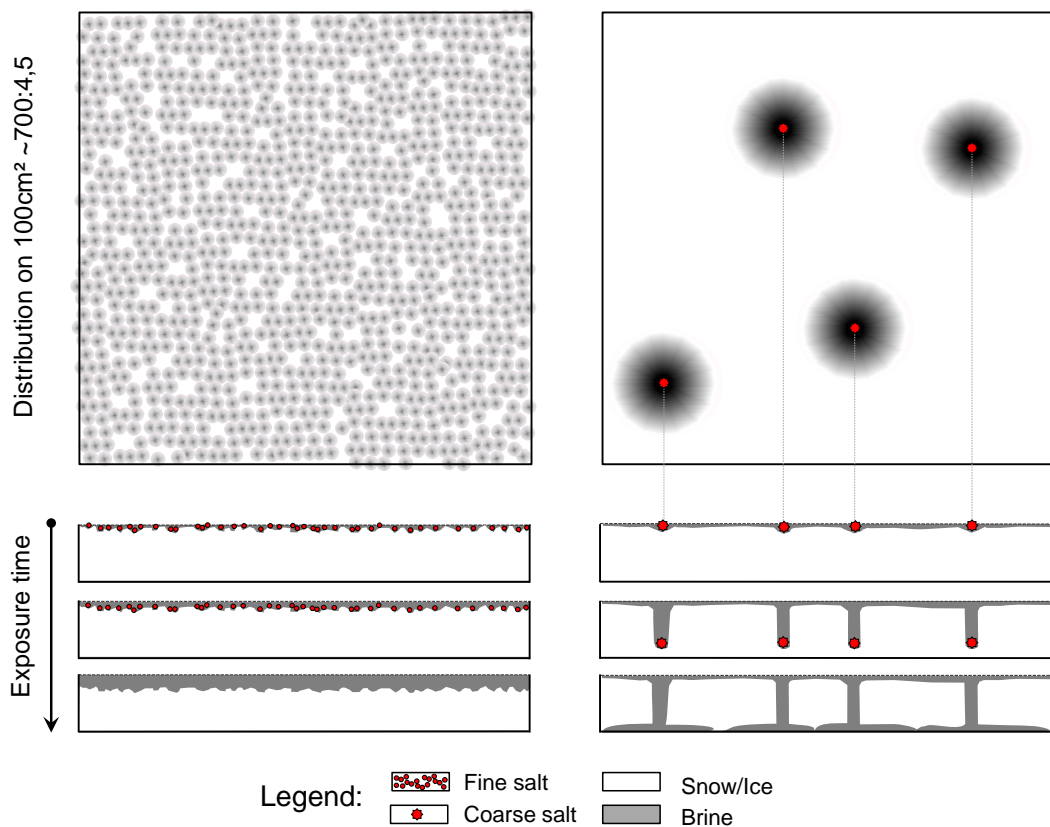 Distribution on 100cm² ~700:4,5
Exposure time
Legend:
Fine salt
Coarse salt
Snow/Ice
Brine